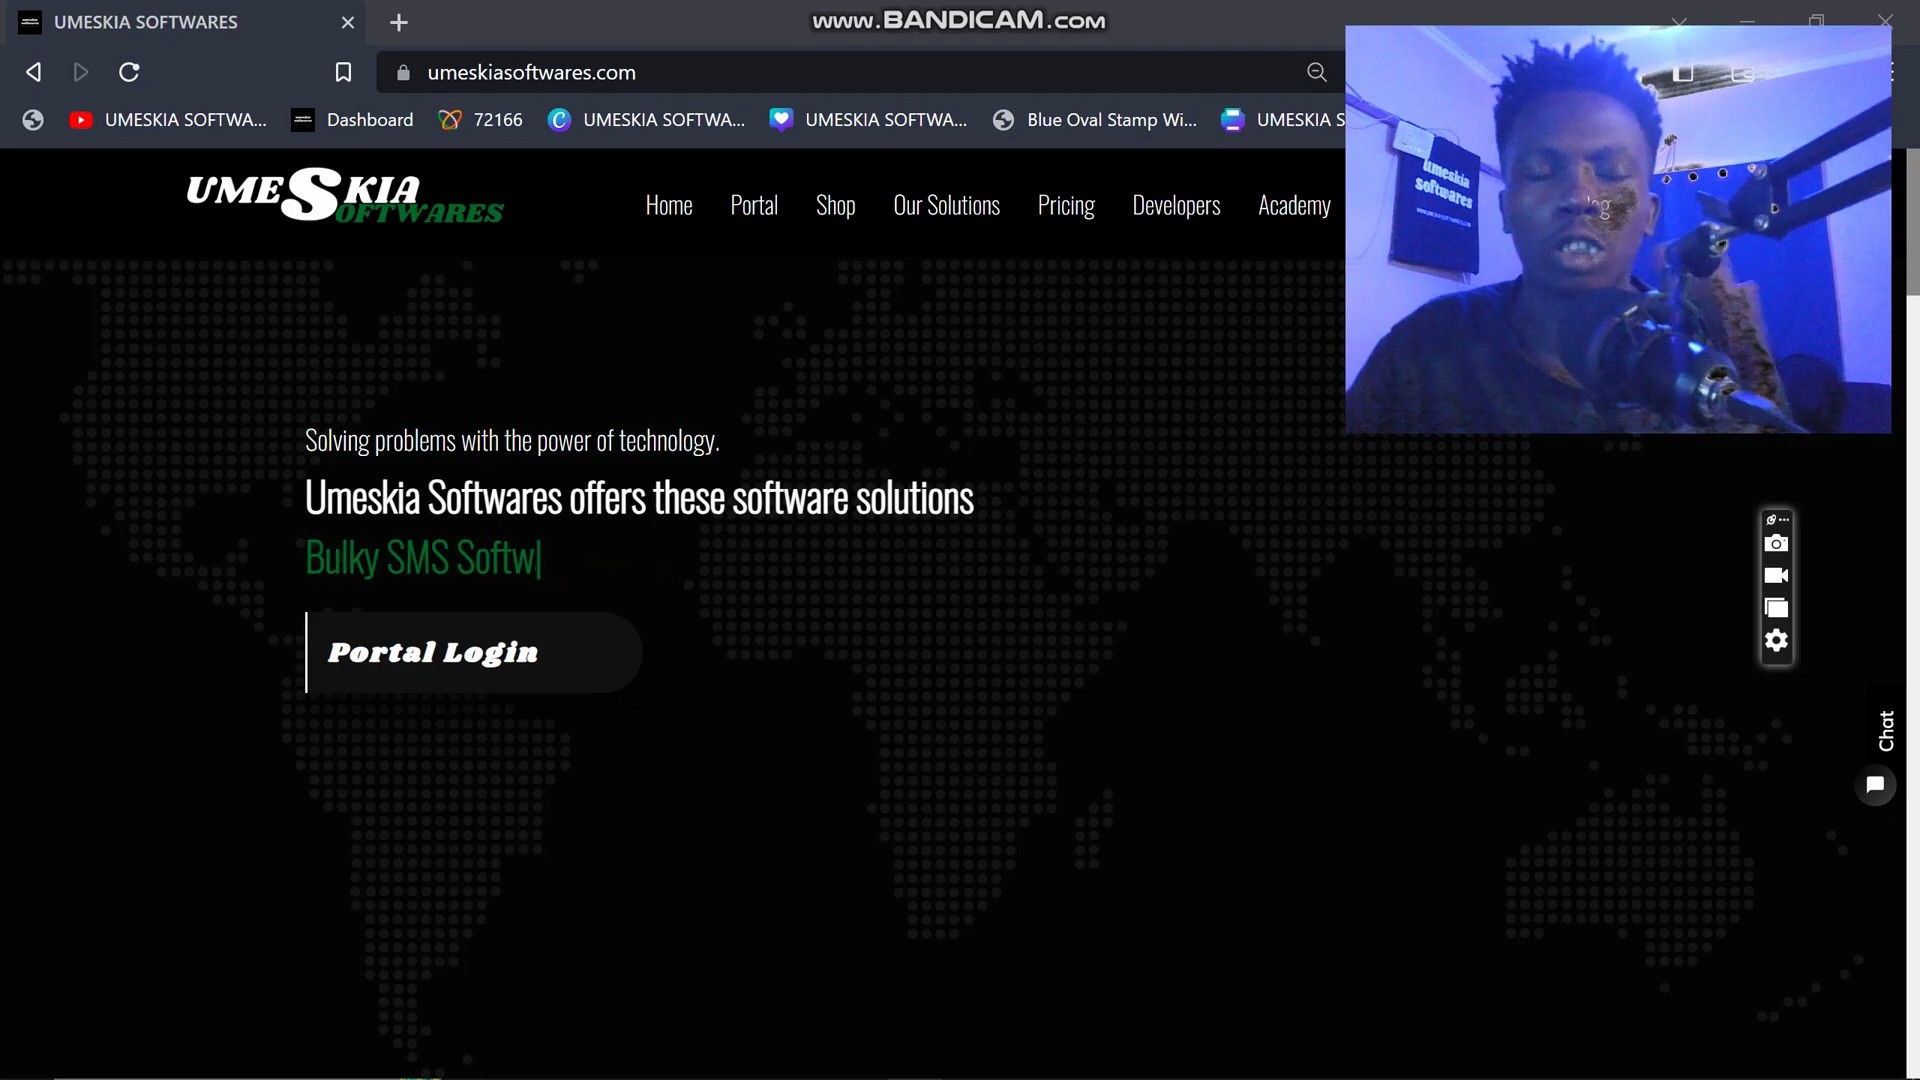 UMESKIA SOFTWARES
www.BANDICAM.com
umeskiasoftwares.com
UMESKIA SOFTWA...
Dashboard
72166
UMESKIA SOFTWA...
UMESKIA SOFTWA...
Blue Oval Stamp Wi...
UMESKIA S
UMESKIA
SOFTWARES
Home
Portal
Shop
Our Solutions
Pricing
Developers
Academy
umeskia
softwares
Solving problems with the power of technology.
Umeskia Softwares offers these software solutions
Bulky SMS Softw
Portal Login
Chat